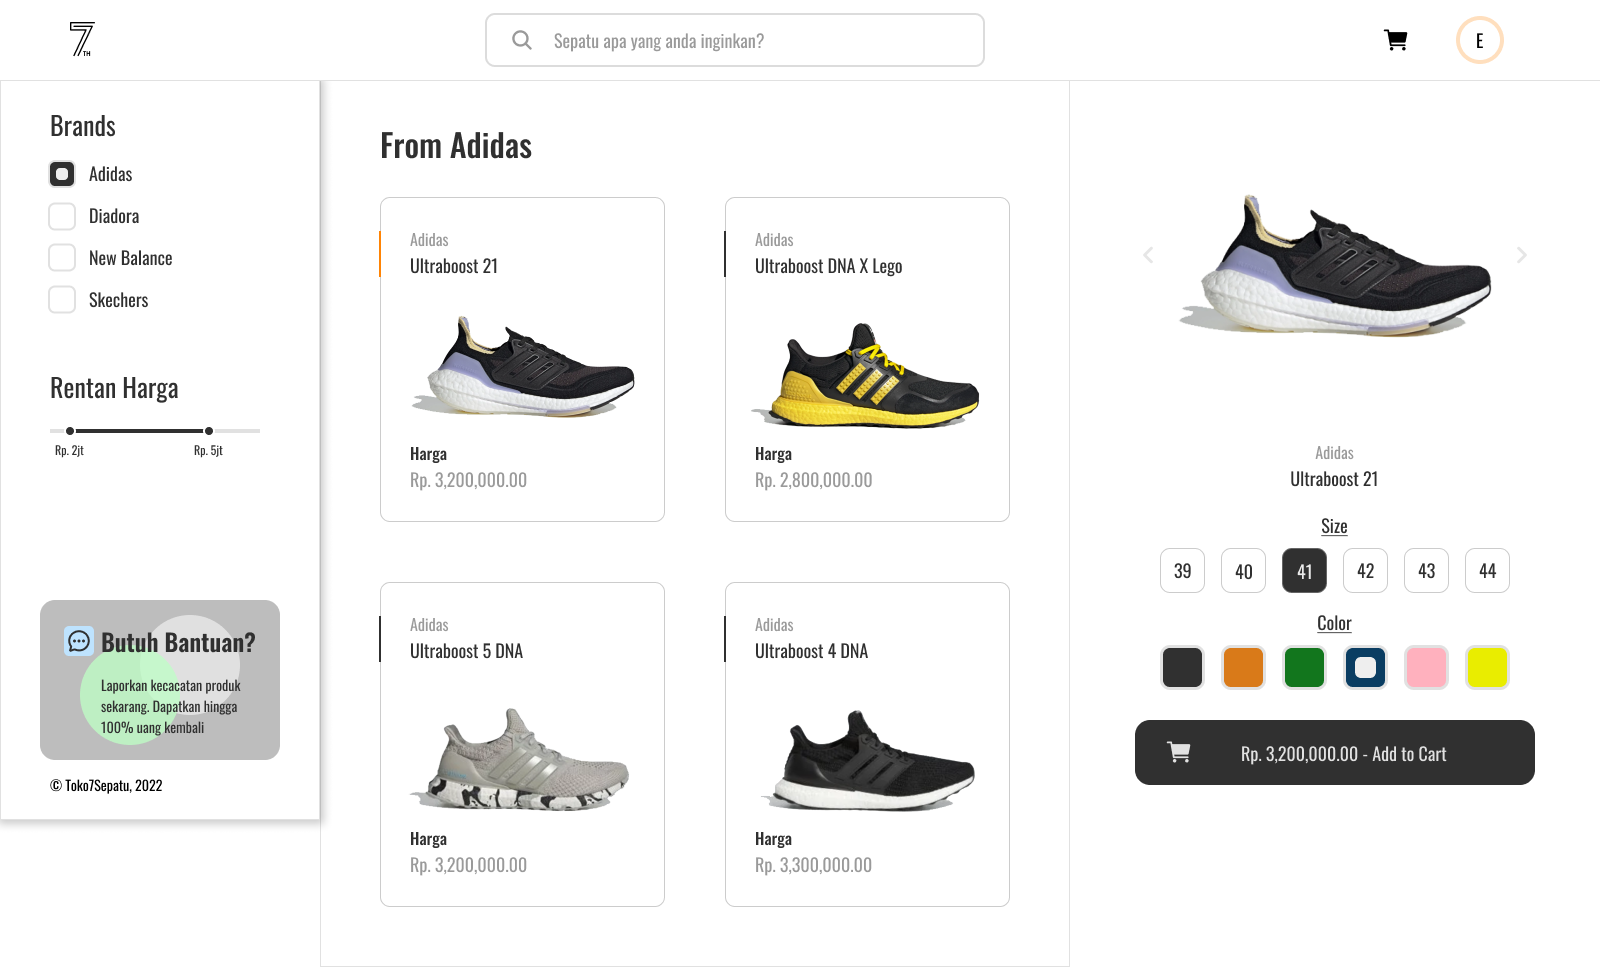 7TH
Sepatu apa yang anda inginkan?
E
Brands
Adidas
Diadora
New Balance
Skechers
Rentan Harga
Rp. 2jt
Rp. 5jt
Butuh Bantuan?
Laporkan kecacatan produk
sekarang. Dapatkan hingga
100% uang kembali
© Toko7Sepatu, 2022
From Adidas
Adidas
Ultraboost 21
Harga
Rp. 3,200,000.00
Adidas
Ultraboost DNA X Lego
Harga
Rp. 2,800,000.00
Adidas
Ultraboost 5 DNA
Harga
Rp. 3,200,000.00
Adidas
Ultraboost 4 DNA
Harga
Rp. 3,300,000.00
Adidas
Ultraboost 21
Size
39 40 41 42 43 44
Color
Rp. 3,200,000.00 - Add to Cart